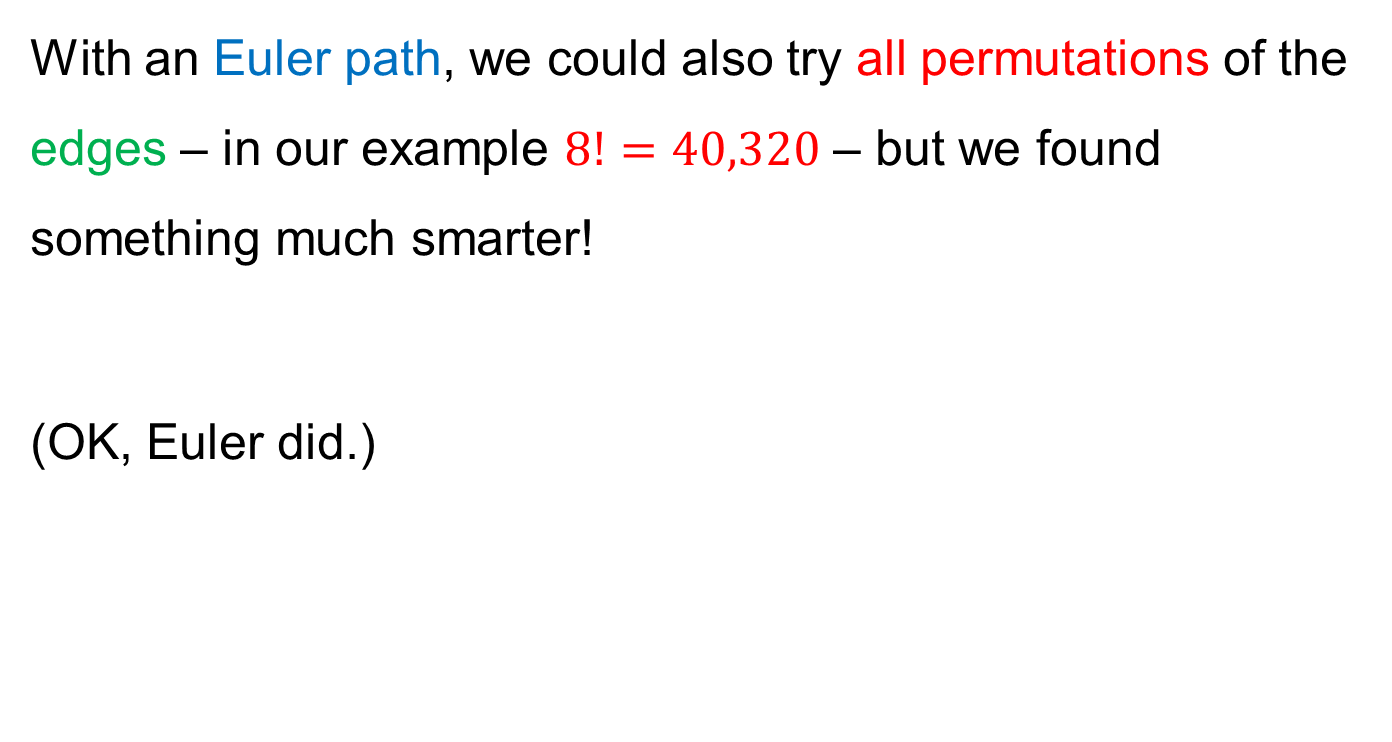 With an Euler path, we could also try all permutations of the
edges – in our example 8! = 40,320 – but we found
something much smarter!
(OK, Euler did.)